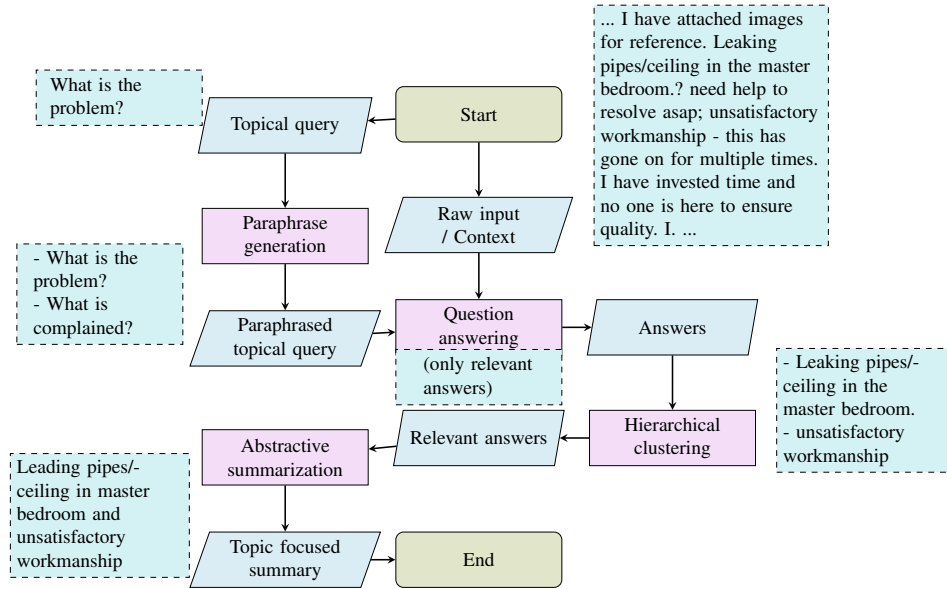 ... I have attached images
for reference. Leaking
pipes/ceiling in the master
bedroom.? need help to
resolve asap; unsatisfactory
workmanship - this has
gone on for multiple times.
I have invested time and
no one is here to ensure
quality. I. ...
What is the
problem?
Topical query
Start
Paraphrase
generation
Raw input
/ Context
- What is the
problem?
- What is
complained?
Paraphrased
topical query
Question
answering
(only relevant
answers)
Answers
- Leaking pipes/-
ceiling in the
master bedroom.
- unsatisfactory
workmanship
Hierarchical
clustering
Relevant answers
Abstractive
summarization
Leading pipes/-
ceiling in master
bedroom and
unsatisfactory
workmanship
Topic focused
summary
End